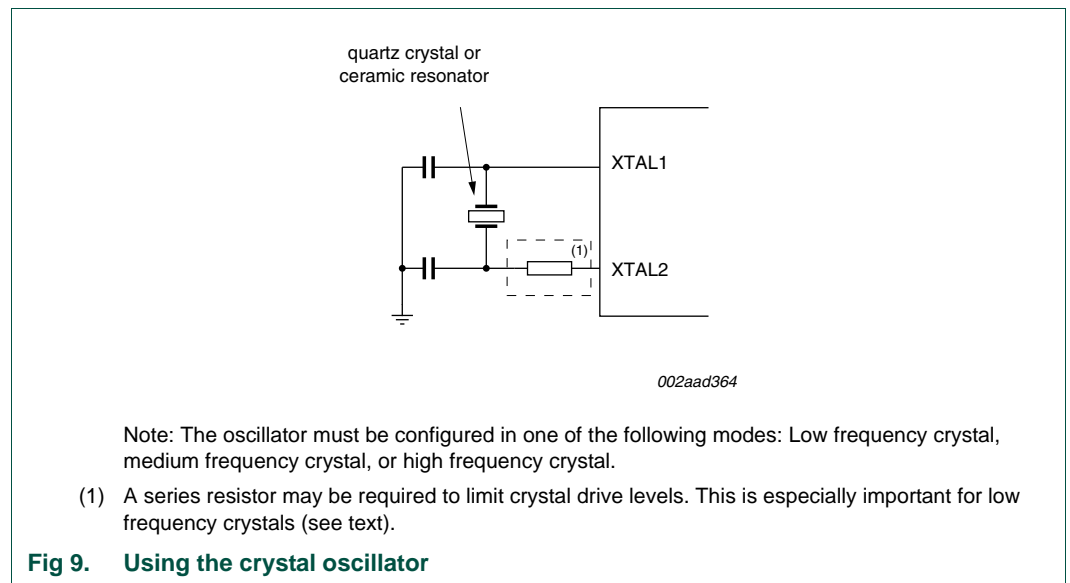 quartz crystal or
ceramic resonator
XTAL1
(1)
XTAL2
002aad364
Note: The oscillator must be configured in one of the following modes: Low frequency crystal,
medium frequency crystal, or high frequency crystal.
(1) A series resistor may be required to limit crystal drive levels. This is especially important for low
frequency crystals (see text).
Fig 9. Using the crystal oscillator